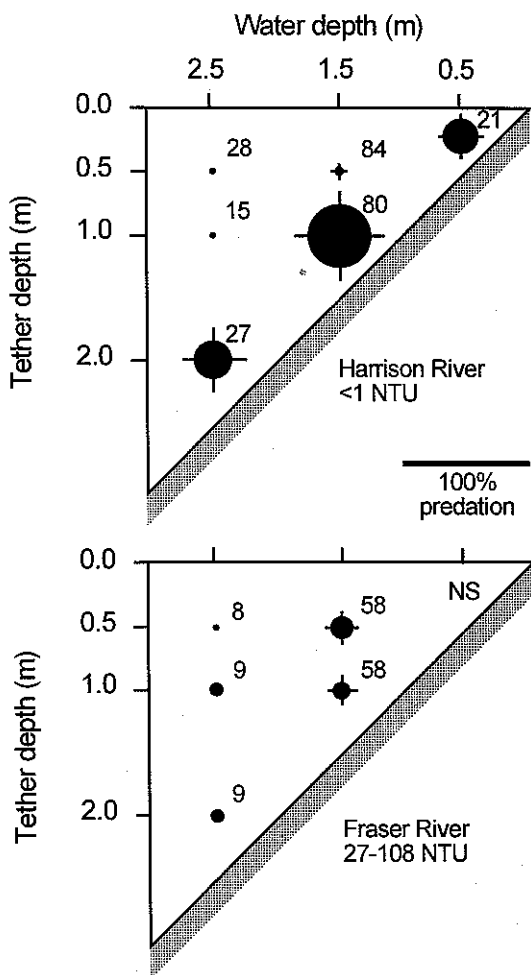 Water depth (m)
2.5 1.5 0.5
Tether depth (m)
0.0
0.5
1.0
2.0
21
28 84
15 80
27
Harrison River
<1 NTU
100%
predation
Tether depth (m)
0.0
0.5
1.0
2.0
NS
8 58
9 58
9
Fraser River
27-108 NTU